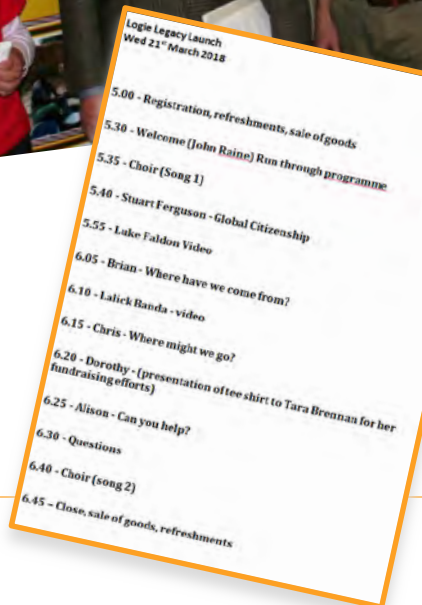 Logie Legacy Launch
Wed 21st March 2018
5.00 - Registration, refreshments, sale of goods
5.30 - Welcome (John Raine) Run through programme
5.35 - Choir (Song 1)
5.40 - Stuart Ferguson - Global Citizenship
5.55 - Luke Faldon Video
6.05 - Brian - Where have we come from?
6.10 - Lalick Banda - video
6.15 - Chris - Where might we go?
6.20 - Dorothy - (presentation of tee shirt to Tara Brennan for her
fundraising efforts)
6.25 - Alison - Can you help?
6.30 - Questions
6.40 - Choir (song 2)
6.45 – Close, sale of goods, refreshments